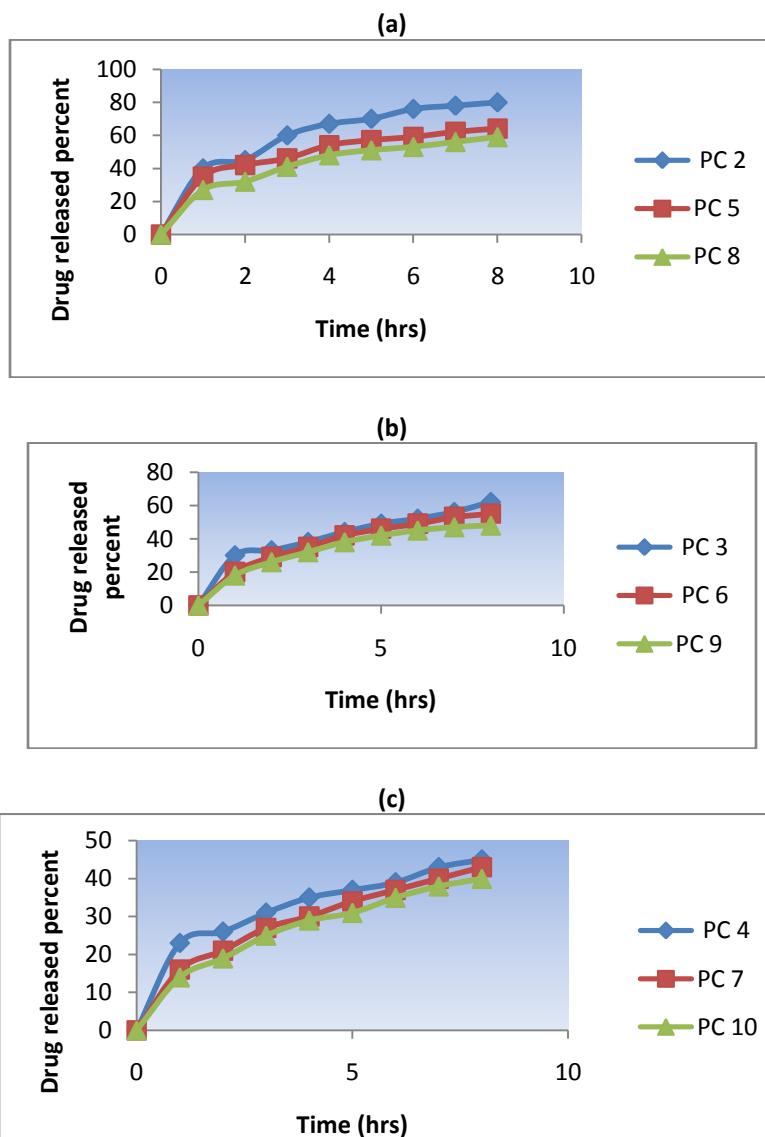 (a)
Drug released percent
100
80
60
40
20
0
0 2 4 6 8 10
Time (hrs)
PC 2
PC 5
PC 8
(b)
Drug released
percent
80
60
40
20
0
0 5 10
Time (hrs)
PC 3
PC 6
PC 9
(c)
Drug released percent
50
40
30
20
10
0
0 5 10
Time (hrs)
PC 4
PC 7
PC 10